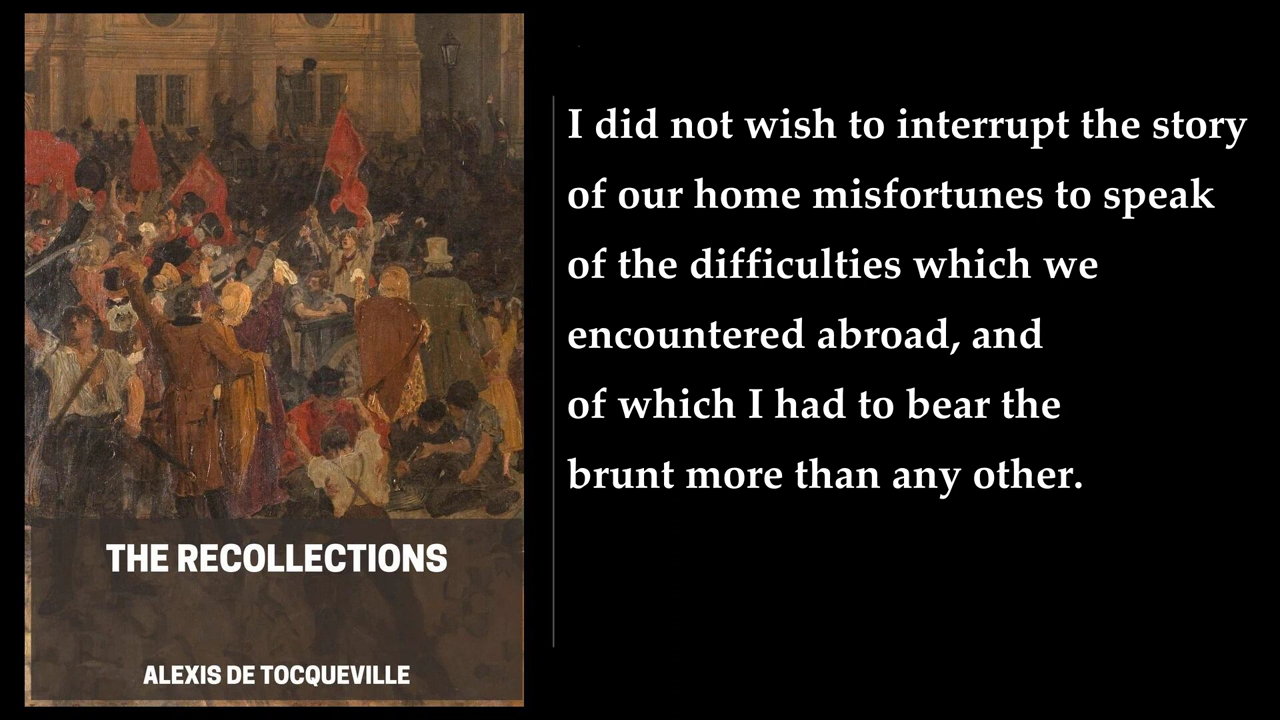 THE RECOLLECTIONS
ALEXIS DE TOCQUEVILLE
I did not wish to interrupt the story
of our home misfortunes to speak
of the difficulties which we
encountered abroad, and
of which I had to bear the
brunt more than any other.